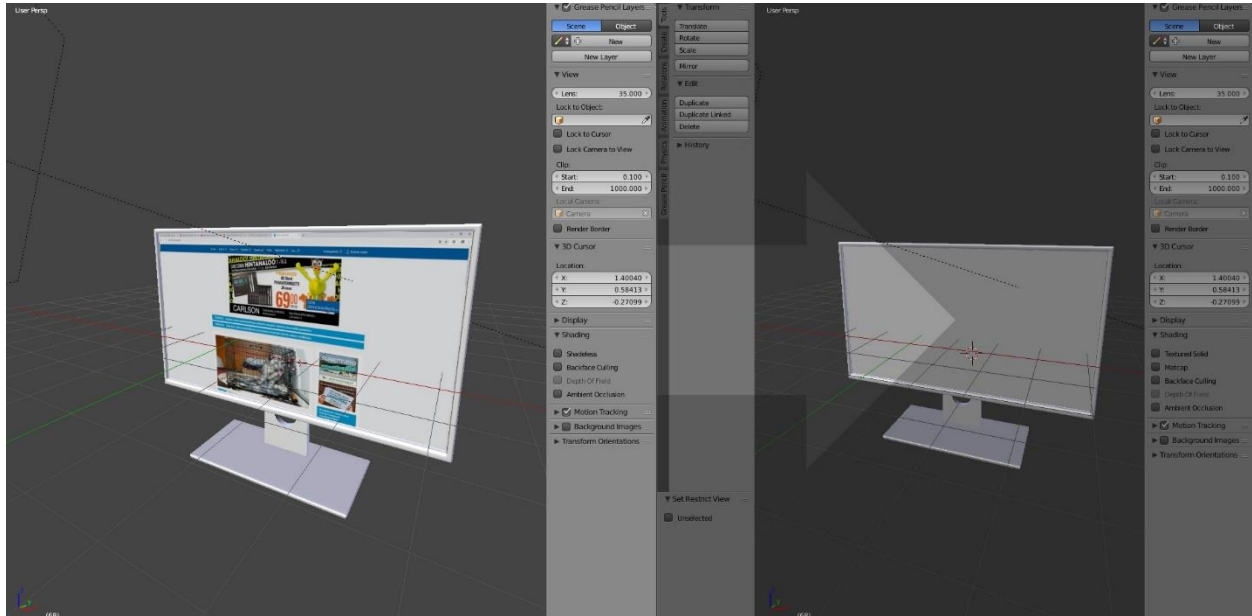 User Persp
Grease Pencil Layers...
Scene
Object
New
New Layer
View
Lens:
35.000
Lock to Object:
Lock to Cursor
Lock Camera to View
Clip:
Start:
0.100
End:
1000.000
Local Camera:
Camera
Render Border
3D Cursor
Location:
X:
1.40040
Y:
0.58413
Z:
-0.27099
Display
Shading
Shadeless
Backface Culling
Depth Of Field
Ambient Occlusion
Motion Tracking
Background Images
Transform Orientations
HINTAHALOO
69
CARLSON
(68)
Tools
Create
Relations
Animation
Physics
Grease Pencil
Transform
Translate
Rotate
Scale
Mirror
Edit
Duplicate
Duplicate Linked
Delete
History
Set Restrict View
Unselected
User Persp
(68)
Grease Pencil Layers...
Scene
Object
New
New Layer
View
Lens:
35.000
Lock to Object:
Lock to Cursor
Lock Camera to View
Clip:
Start:
0.100
End:
1000.000
Local Camera:
Camera
Render Border
3D Cursor
Location:
X:
1.40040
Y:
0.58413
Z:
-0.27099
Display
Shading
Textured Solid
Matcap
Backface Culling
Depth Of Field
Ambient Occlusion
Motion Tracking
Background Images
Transform Orientations